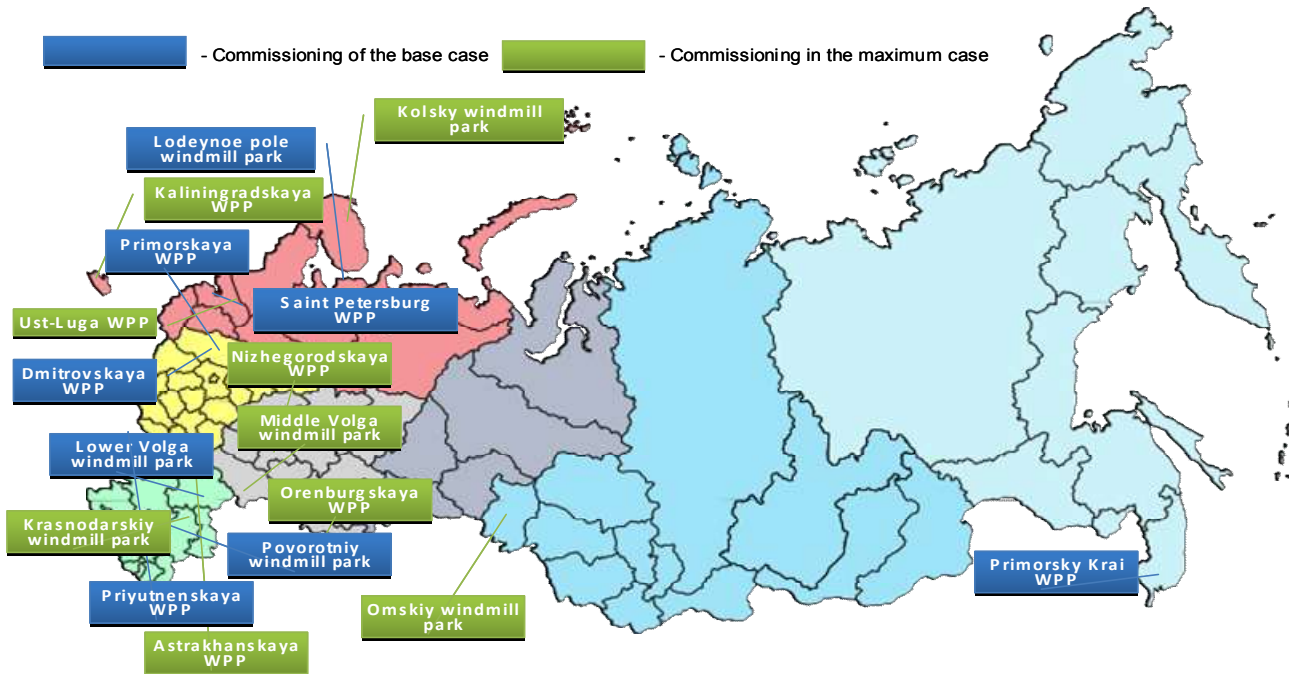 - Commissioning of the base case
- Commissioning in the maximum case
Kolsky windmill
park
Lodeynoe pole
windmill park
Kaliningradskaya
WPP
Primorskaya
WPP
Saint Petersburg
WPP
Ust-Luga WPP
Nizhegorodskaya
WPP
Dmitrovskaya
WPP
Middle Volga
windmill park
Lower Volga
windmill park
Orenburgskaya
WPP
Krasnodarskiy
windmill park
Povorotniy
windmill park
Primorsky Krai
WPP
Priyutnenskaya
WPP
Omskiy windmill
park
Astrakhanskaya
WPP